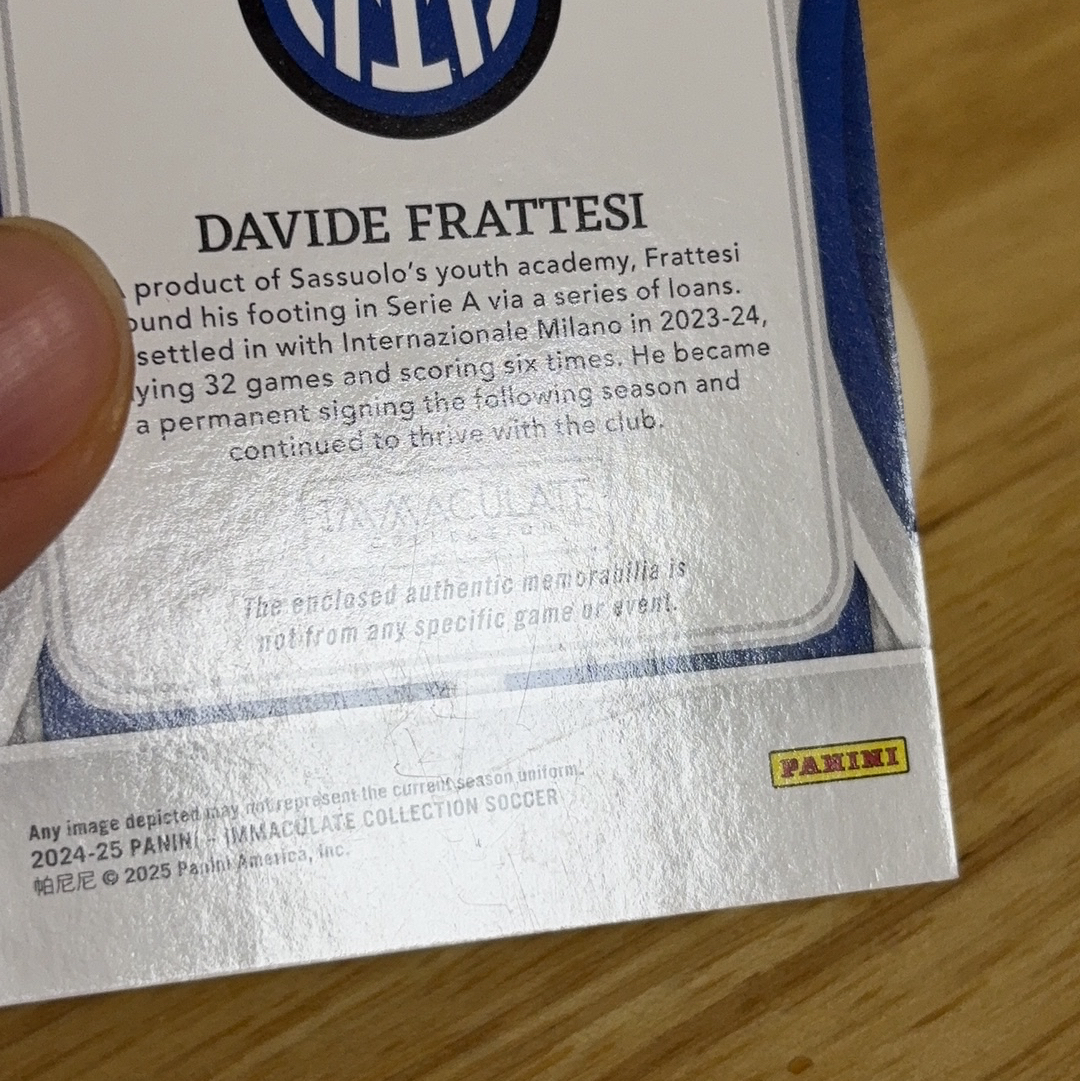 DAVIDE FRATTESI
product of Sassuolo's youth academy, Frattesi
ound his footing in Serie A via a series of loans.
settled in with Internazionale Milano in 2023-24,
ying 32 games and scoring six times. He became
a permanent signing the following season and
continued to thrive with the club.
IMMACULATE
The enclosed authentic memorabilia is
not from any specific game or event.
PANINI
Any image depicted may not represent the current season uniform.
2024-25 PANINI - IMMACULATE COLLECTION SOCCER
帕尼尼 © 2025 Panini America, Inc.